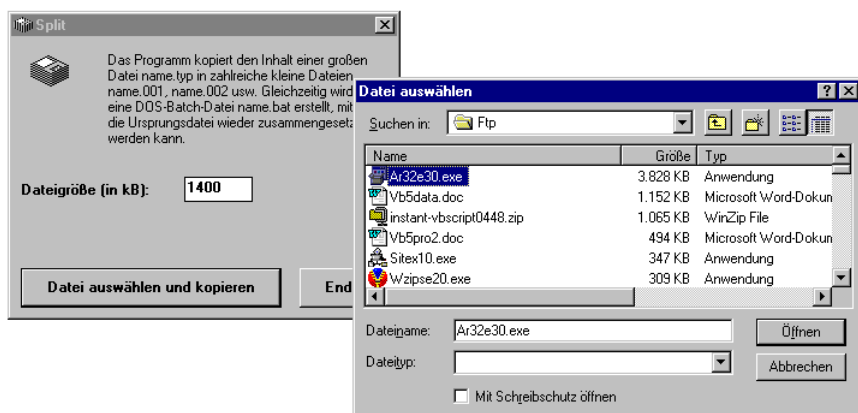 Split
Das Programm kopiert den Inhalt einer großen
Datei name.typ in zahlreiche kleine Dateien
name.001, name.002 usw. Gleichzeitig wird
eine DOS-Batch-Datei name.bat erstellt, mit
die Ursprungsdatei wieder zusammengesetz
werden kann.
Dateigröße (in kB): 1400
Datei auswählen und kopieren End
Datei auswählen
Suchen in: Ftp
Name Größe Typ
Ar32e30.exe 3.828 KB Anwendung
Vb5data.doc 1.152 KB Microsoft Word-Dokun
instant-vbscript0448.zip 1.065 KB WinZip File
Vb5pro2.doc 494 KB Microsoft Word-Dokun
Sitex10.exe 347 KB Anwendung
Wzipse20.exe 309 KB Anwendung
Dateiname: Ar32e30.exe Öffnen
Dateityp: Abbrechen
Mit Schreibschutz öffnen